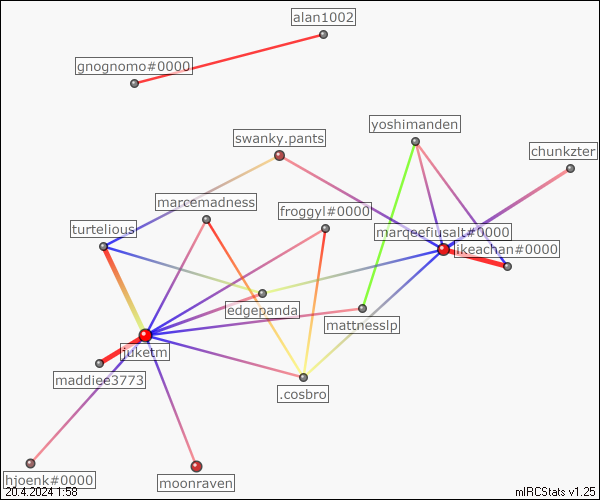 alan1002
gnognomo#0000
yoshimanden
swanky.pants
chunkzter
marcemadness
froggyl#0000
turtelious
marqeefiusalt#0000
ikeachan#0000
edgepanda
mattnesslp
juketm
maddiee3773
.cosbro
hjoenk#0000
moonraven
20.4.2024 1:58
mIRCStats v1.25